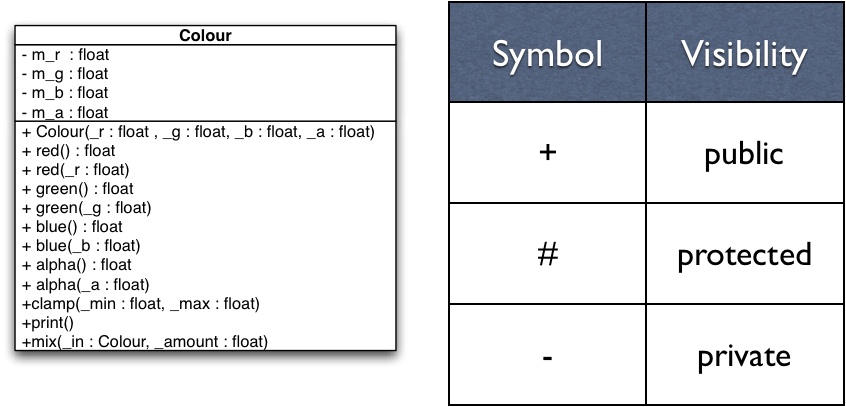 Colour
- m_r : float
- m_g : float
- m_b : float
- m_a : float
+ Colour(_r : float , _g : float, _b : float, _a : float)
+ red() : float
+ red(_r : float)
+ green() : float
+ green(_g : float)
+ blue() : float
+ blue(_b : float)
+ alpha() : float
+ alpha(_a : float)
+clamp(_min : float, _max : float)
+print()
+mix(_in : Colour, _amount : float)
Symbol Visibility
+ public
# protected
- private